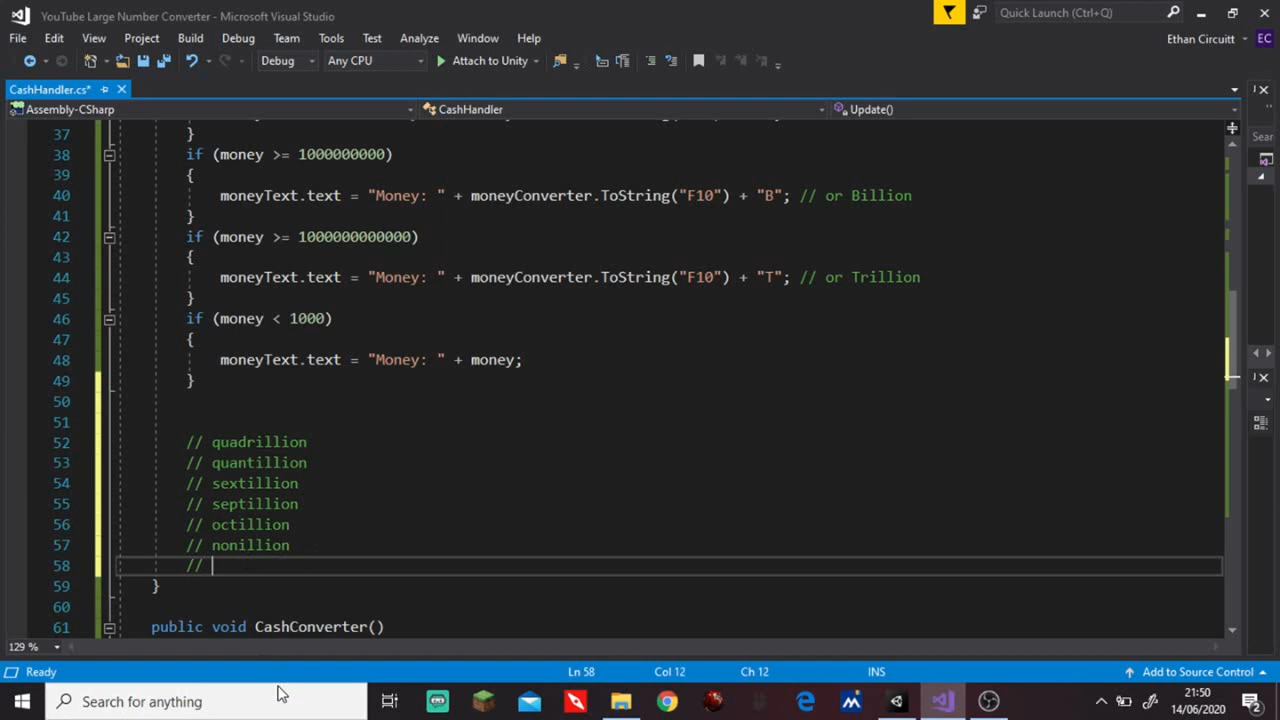 YouTube Large Number Converter - Microsoft Visual Studio
Quick Launch (Ctrl+Q)
File Edit View Project Build Debug Team Tools Test Analyze Window Help
Ethan Circuitt EC
Debug Any CPU Attach to Unity
CashHandler.cs*
Assembly-CSharp CashHandler Update()
Sear
37 }
38 if (money >= 1000000000)
39 {
40 moneyText.text = "Money: " + moneyConverter.ToString("F10") + "B"; // or Billion
41 }
42 if (money >= 1000000000000)
43 {
44 moneyText.text = "Money: " + moneyConverter.ToString("F10") + "T"; // or Trillion
45 }
46 if (money < 1000)
47 {
48 moneyText.text = "Money: " + money;
49 }
50
51
52 // quadrillion
53 // quantillion
54 // sextillion
55 // septillion
56 // octillion
57 // nonillion
58 //
59 }
60
61 public void CashConverter()
129 %
Ready Ln 58 Col 12 Ch 12 INS Add to Source Control
Search for anything
21:50
14/06/2020
2